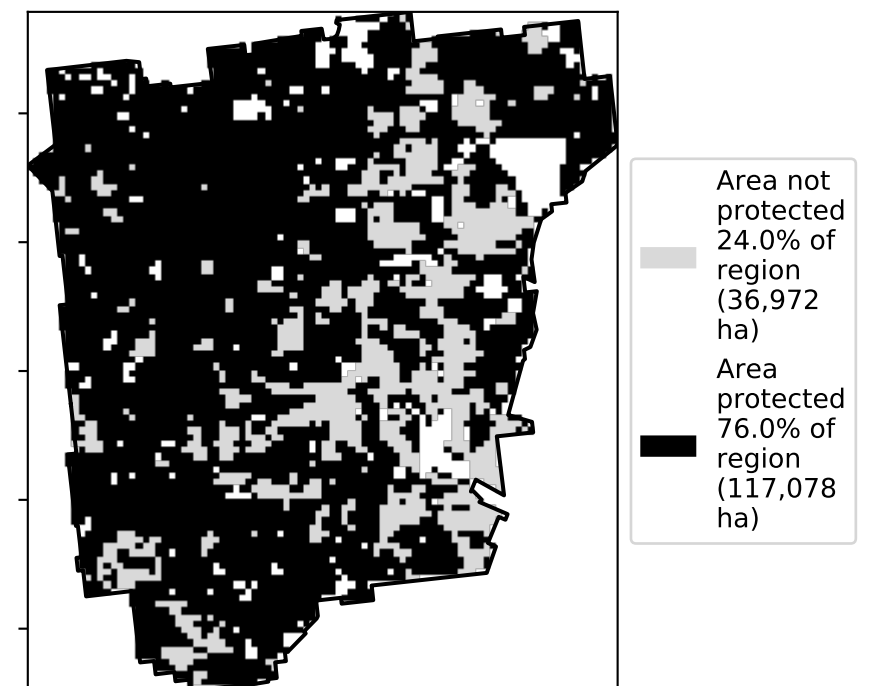 Area not
protected
24.0% of
region
(36,972
ha)
Area
protected
76.0% of
region
(117,078
ha)